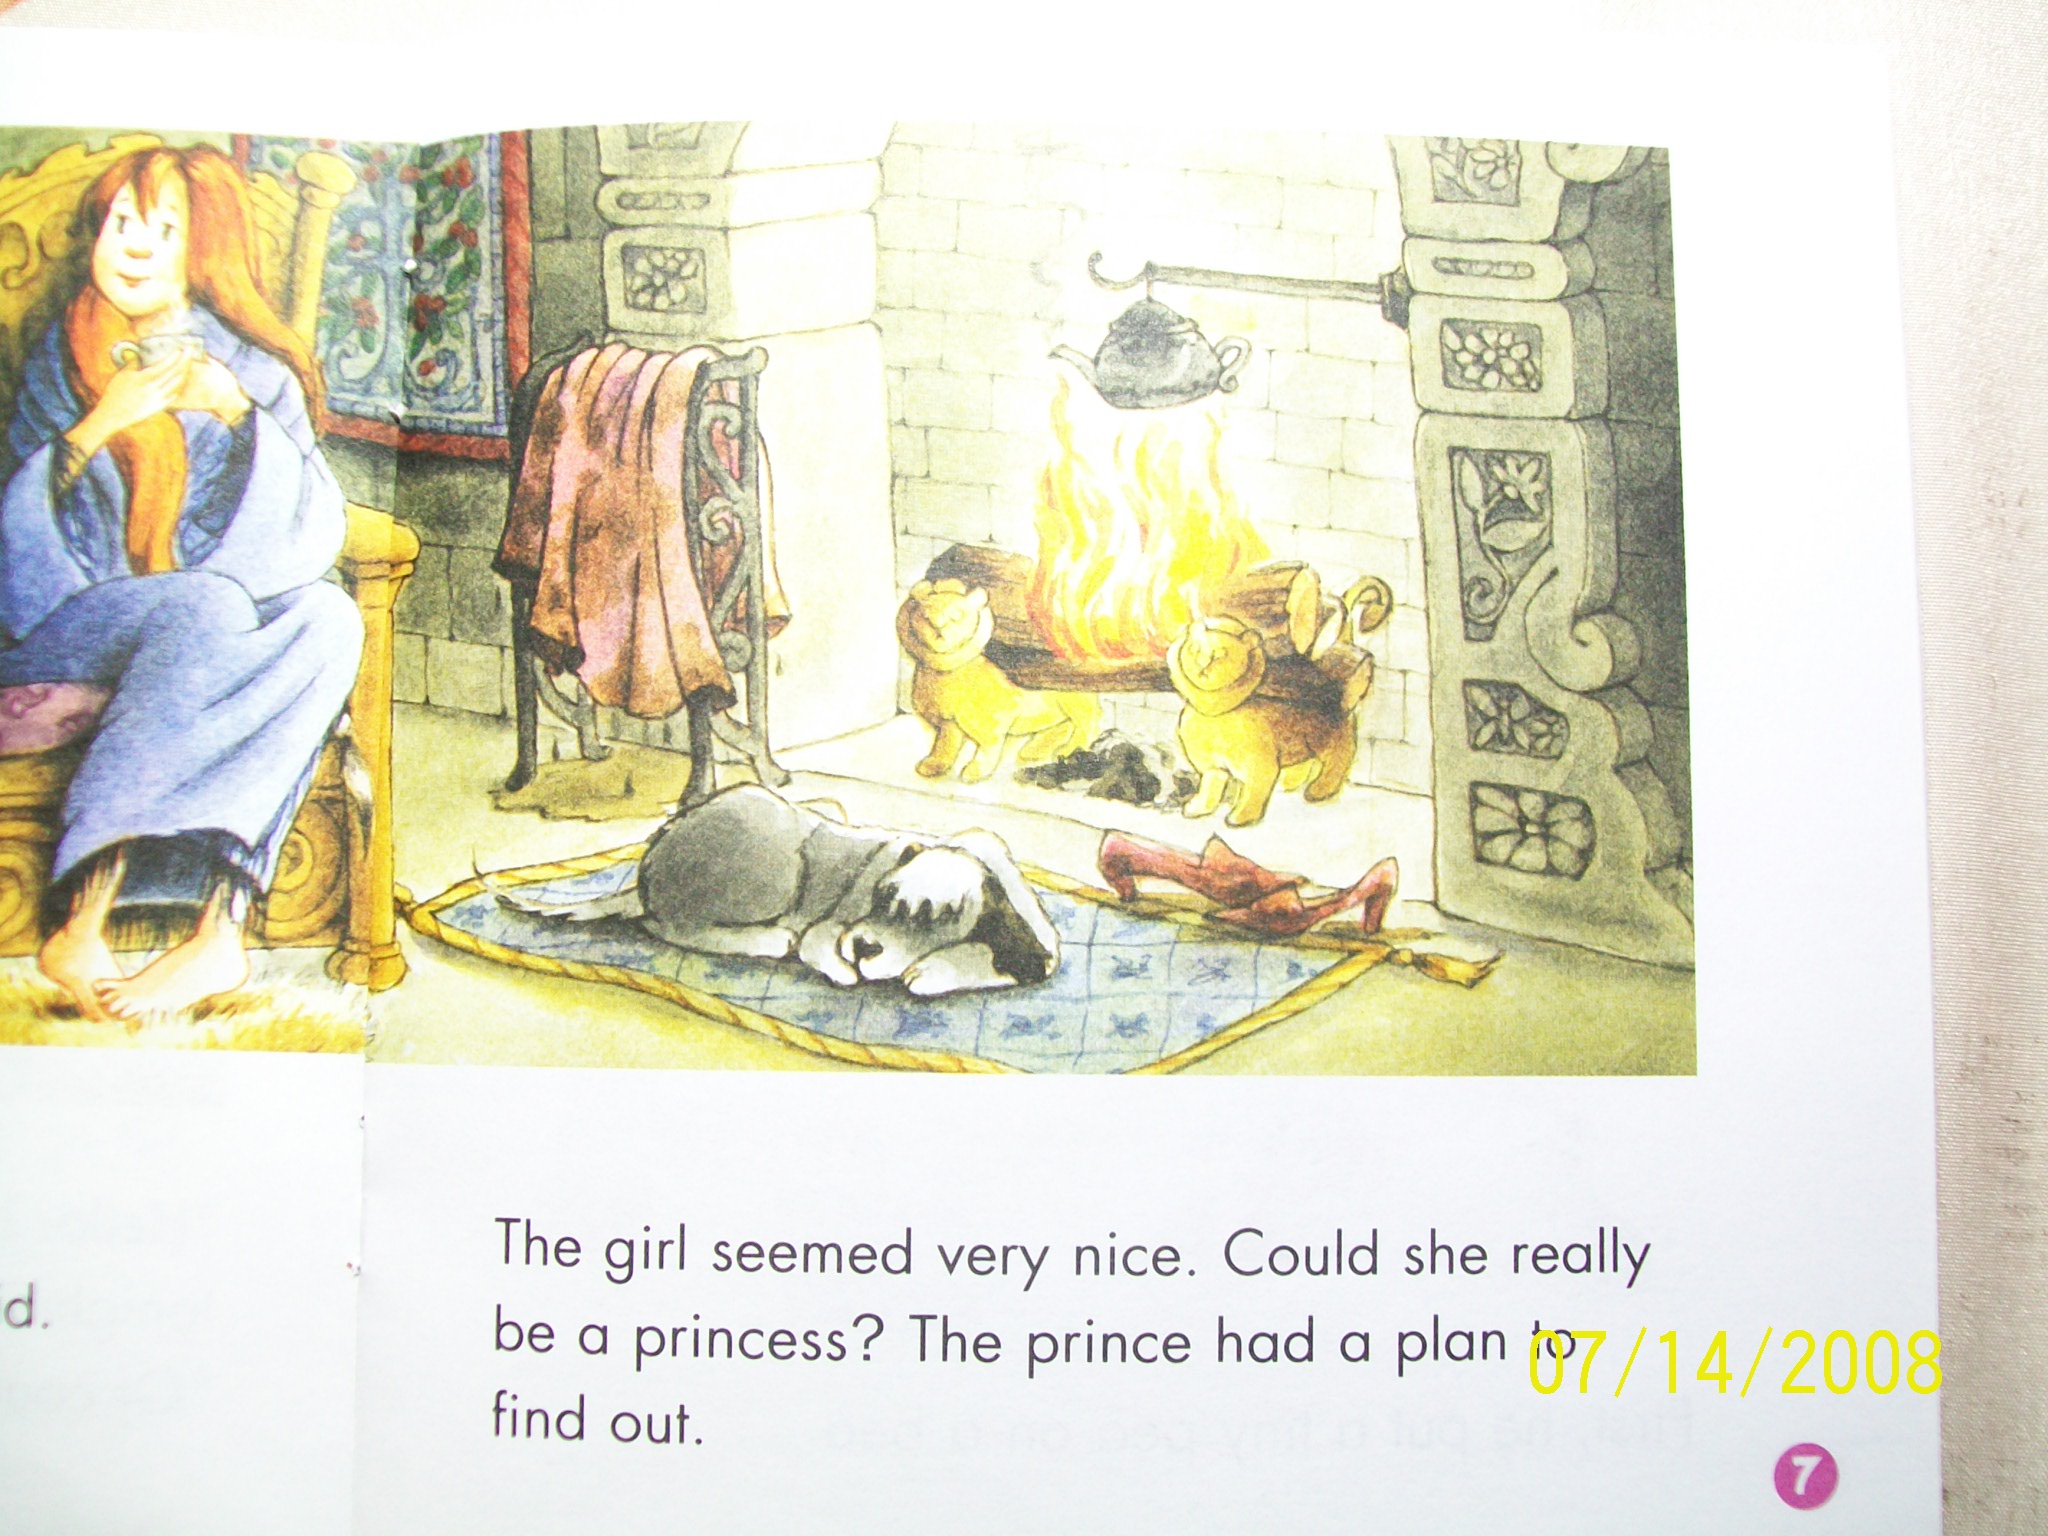 The girl seemed very nice. Could she really
id.
be a princess? The prince had a plan to
07/14/2008
find out.
7